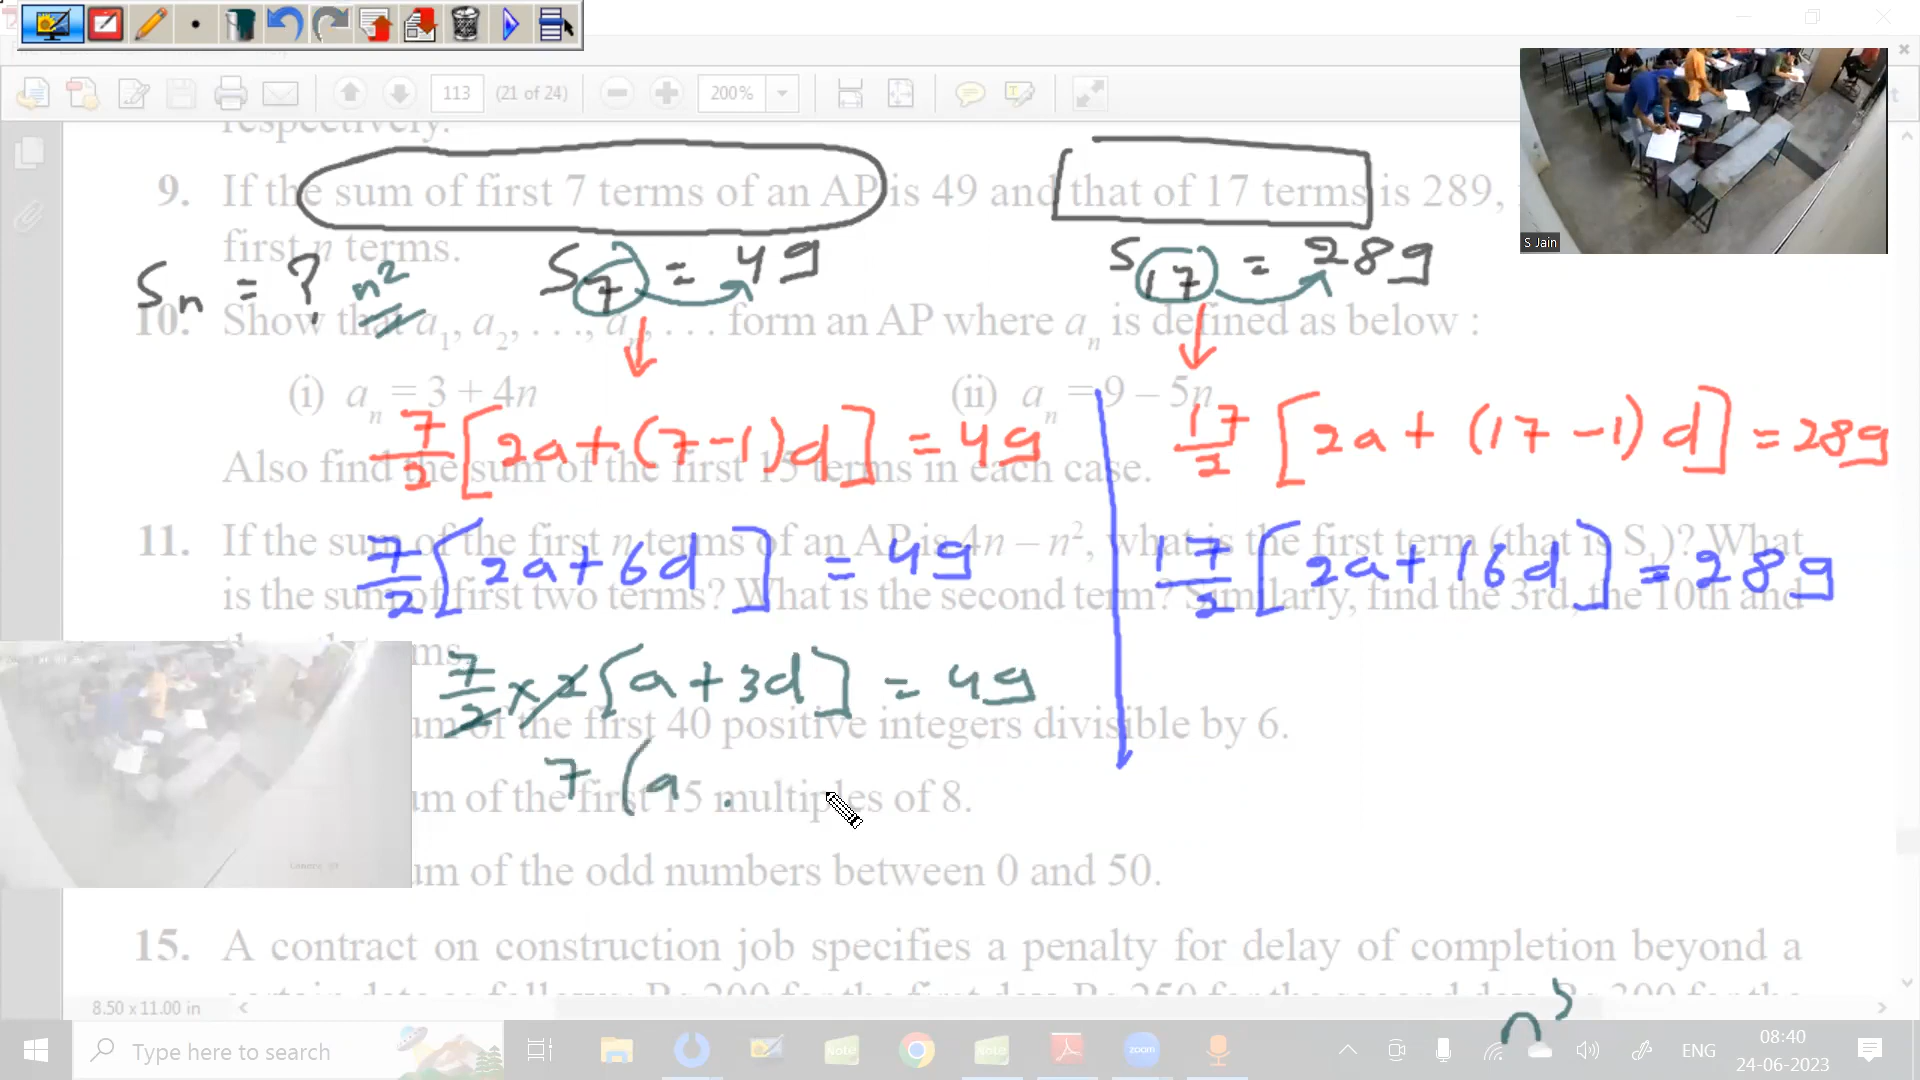 113 (21 of 24) 200%
S Jain
respectively.
9. If the sum of first 7 terms of an AP is 49 and that of 17 terms is 289,
first n terms.
Sn = ? n²
S7 = 49
S17 = 289
10. Show that a1, a2, . . ., an, . . . form an AP where an is defined as below :
(i) an = 3 + 4n (ii) an = 9 – 5n
7/2 [2a + (7-1)d] = 49
17/2 [2a + (17-1)d] = 289
Also find the sum of the first 15 terms in each case.
11. If the sum of the first n terms of an AP is 4n – n², what is the first term (that is S1)? What
is the sum of first two terms? What is the second term? Similarly, find the 3rd, the 10th and
7/2 [2a + 6d] = 49
17/2 [2a + 16d] = 289
ms.
7/2 × 2 [a + 3d] = 49
um of the first 40 positive integers divisible by 6.
7 (a
um of the first 15 multiples of 8.
um of the odd numbers between 0 and 50.
15. A contract on construction job specifies a penalty for delay of completion beyond a
8.50 x 11.00 in
Type here to search
zoom
ENG
08:40
24-06-2023